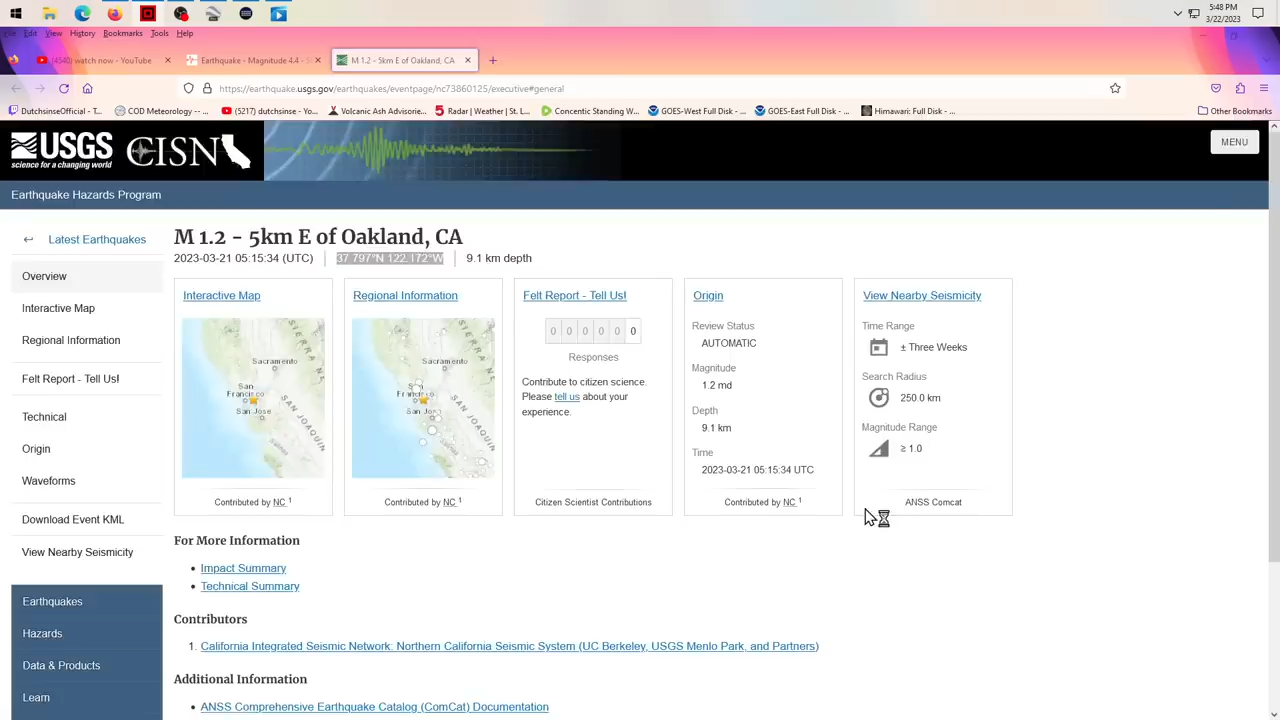 5:48 PM
3/22/2023
File Edit View History Bookmarks Tools Help
(4540) watch now - YouTube
Earthquake - Magnitude 4.4 - S
M 1.2 - 5km E of Oakland, CA
https://earthquake.usgs.gov/earthquakes/eventpage/nc73860125/executive#general
DutchsinseOfficial - T...
COD Meteorology -- ...
(5217) dutchsinse - Yo...
Volcanic Ash Advisori...
Radar | Weather | St. L...
Concentic Standing W...
GOES-West Full Disk - ...
GOES-East Full Disk - ...
Himawari: Full Disk - ...
Other Bookmarks
USGS
science for a changing world
CISN
MENU
Earthquake Hazards Program
Latest Earthquakes
Overview
Interactive Map
Regional Information
Felt Report - Tell Us!
Technical
Origin
Waveforms
Download Event KML
View Nearby Seismicity
Earthquakes
Hazards
Data & Products
Learn
M 1.2 - 5km E of Oakland, CA
2023-03-21 05:15:34 (UTC)
37.797°N 122.172°W
9.1 km depth
Interactive Map
Sacramento
San
Francisco
San Jose
SIERRA
SAN JOAQUIN
Contributed by NC 1
Regional Information
Sacramento
San
Francisco
San Jose
SIERRA
SAN JOAQUIN
Contributed by NC 1
Felt Report - Tell Us!
0 0 0 0 0 0
Responses
Contribute to citizen science.
Please tell us about your
experience.
Citizen Scientist Contributions
Origin
Review Status
AUTOMATIC
Magnitude
1.2 md
Depth
9.1 km
Time
2023-03-21 05:15:34 UTC
Contributed by NC 1
View Nearby Seismicity
Time Range
± Three Weeks
Search Radius
250.0 km
Magnitude Range
≥ 1.0
ANSS Comcat
For More Information
Impact Summary
Technical Summary
Contributors
1. California Integrated Seismic Network: Northern California Seismic System (UC Berkeley, USGS Menlo Park, and Partners)
Additional Information
ANSS Comprehensive Earthquake Catalog (ComCat) Documentation